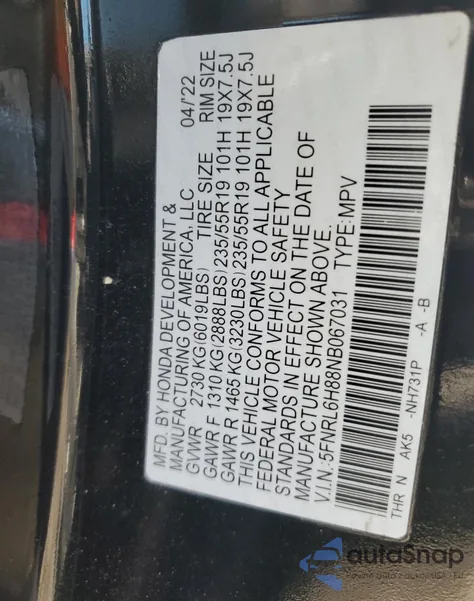 MFD. BY HONDA DEVELOPMENT &
MANUFACTURING OF AMERICA, LLC 04/'22
GVWR 2730 KG(6019LBS) TIRE SIZE RIM SIZE
GAWR F 1310 KG(2888LBS)235/55R19 101H 19X7.5J
GAWR R 1465 KG(3230LBS)235/55R19 101H 19X7.5J
THIS VEHICLE CONFORMS TO ALL APPLICABLE
FEDERAL MOTOR VEHICLE SAFETY
STANDARDS IN EFFECT ON THE DATE OF
MANUFACTURE SHOWN ABOVE.
V.I.N.:5FNRL6H88NB067031 TYPE:MPV
THR N AK5 -NH731P -A -B
autoSnap